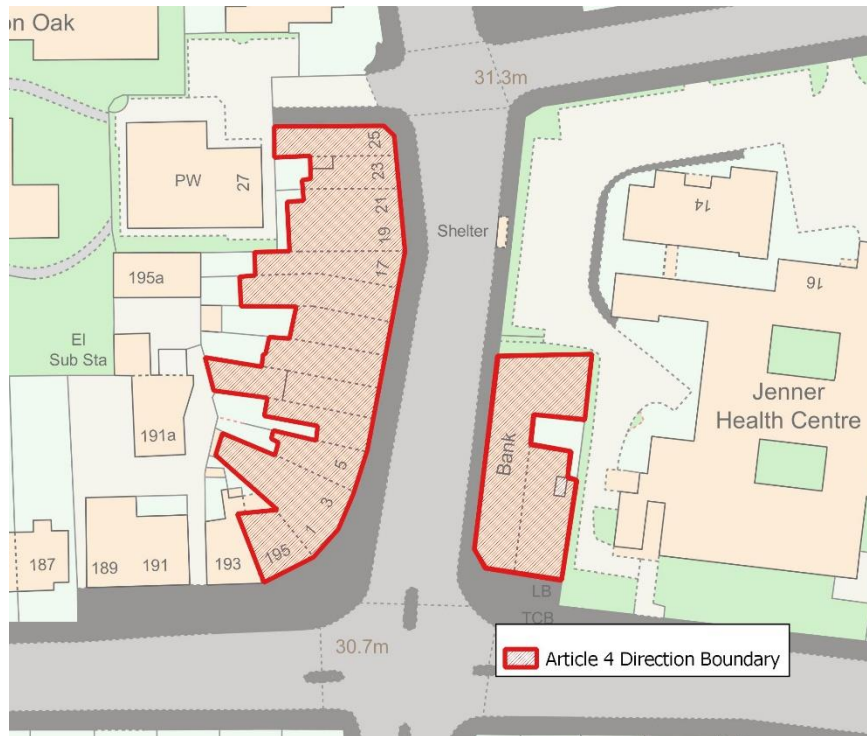 on Oak
31.3m
25
23
PW
27
21
14
19
Shelter
17
195a
16
El
Sub Sta
Jenner
Health Centre
191a
Bank
5
3
1
187
189
191
193
195
LB
TCB
30.7m
Article 4 Direction Boundary